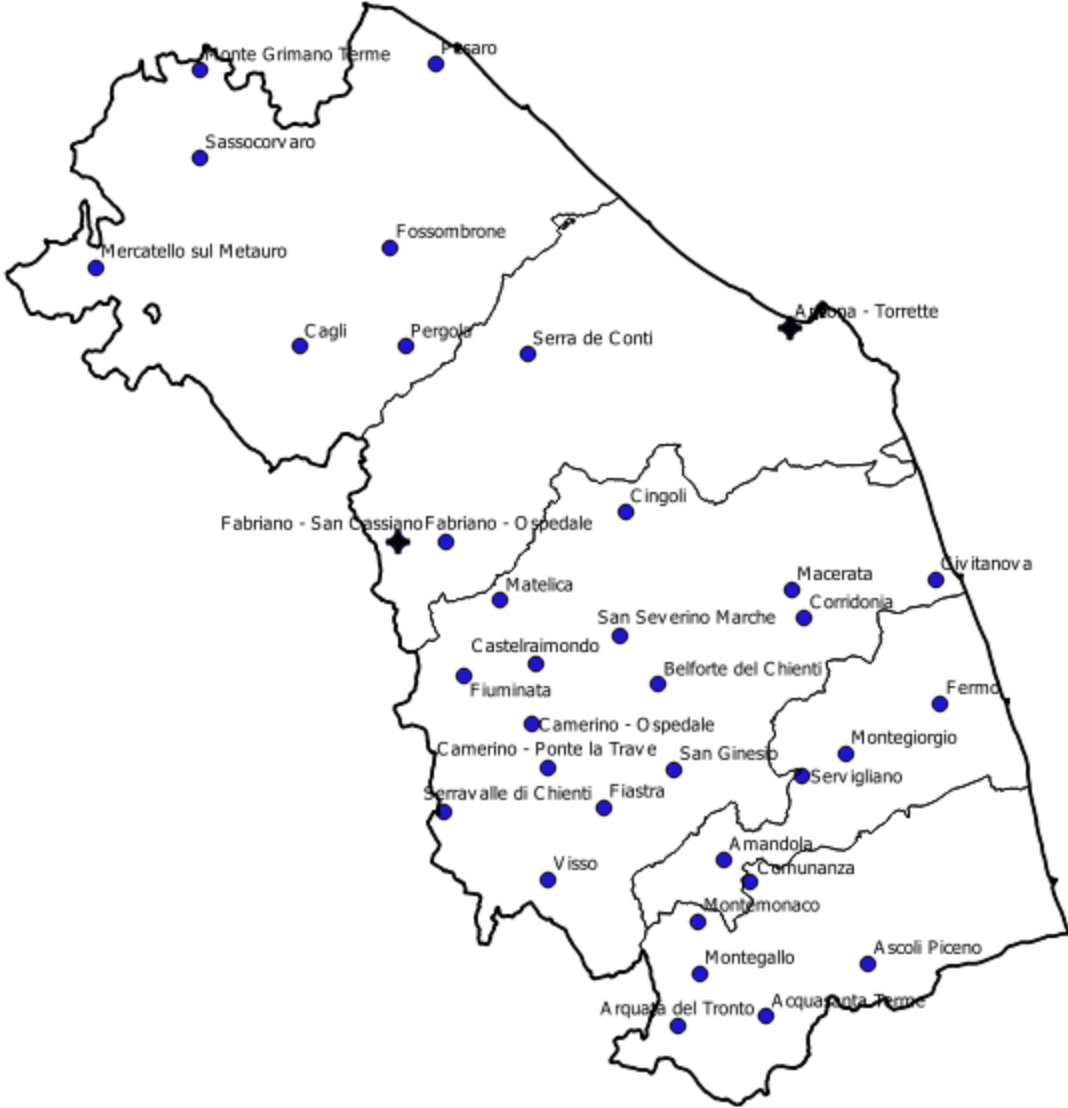 Monte Grimano Terme
Pesaro
Sassocorvaro
Fossombrone
Mercatello sul Metauro
Ancona - Torrette
Cagli
Pergola
Serra de Conti
Cingoli
Fabriano - San Cassiano
Fabriano - Ospedale
Civitanova
Macerata
Matelica
Corridonia
San Severino Marche
Castelraimondo
Belforte del Chienti
Fiuminata
Fermo
Camerino - Ospedale
Montegiorgio
Camerino - Ponte la Trave
San Ginesio
Servigliano
Serravalle di Chienti
Fiastra
Amandola
Visso
Comunanza
Montemonaco
Ascoli Piceno
Montegallo
Acquasanta Terme
Arquata del Tronto